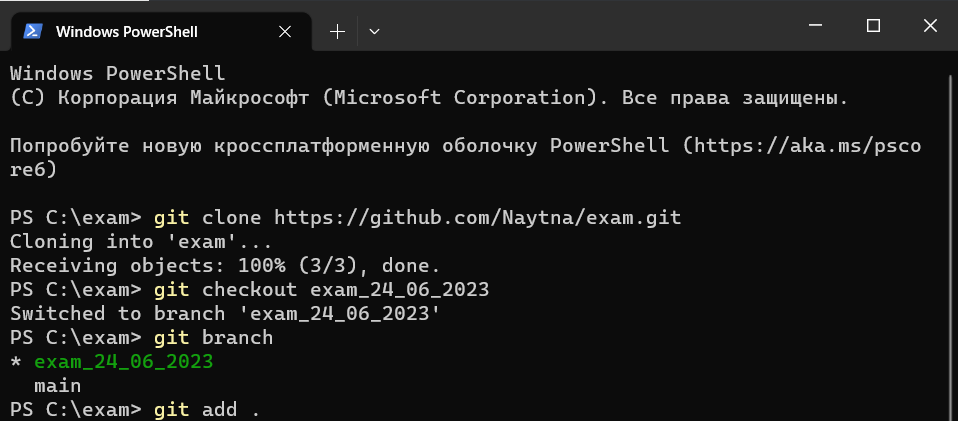 Windows PowerShell
Windows PowerShell
(C) Корпорация Майкрософт (Microsoft Corporation). Все права защищены.
Попробуйте новую кроссплатформенную оболочку PowerShell (https://aka.ms/psco
re6)
PS C:\exam> git clone https://github.com/Naytna/exam.git
Cloning into 'exam'...
Receiving objects: 100% (3/3), done.
PS C:\exam> git checkout exam_24_06_2023
Switched to branch 'exam_24_06_2023'
PS C:\exam> git branch
* exam_24_06_2023
  main
PS C:\exam> git add .